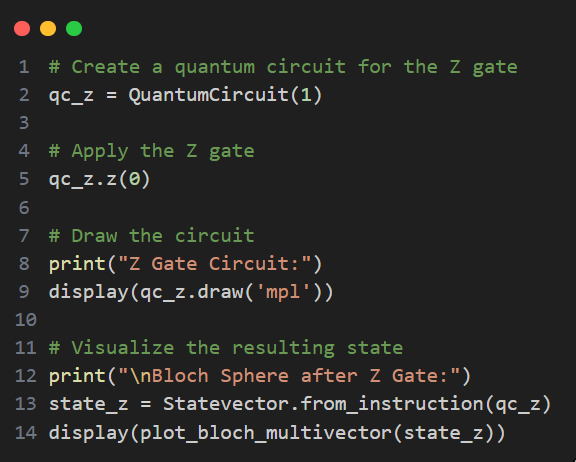 1 # Create a quantum circuit for the Z gate
2 qc_z = QuantumCircuit(1)
3
4 # Apply the Z gate
5 qc_z.z(0)
6
7 # Draw the circuit
8 print("Z Gate Circuit:")
9 display(qc_z.draw('mpl'))
10
11 # Visualize the resulting state
12 print("\nBloch Sphere after Z Gate:")
13 state_z = Statevector.from_instruction(qc_z)
14 display(plot_bloch_multivector(state_z))